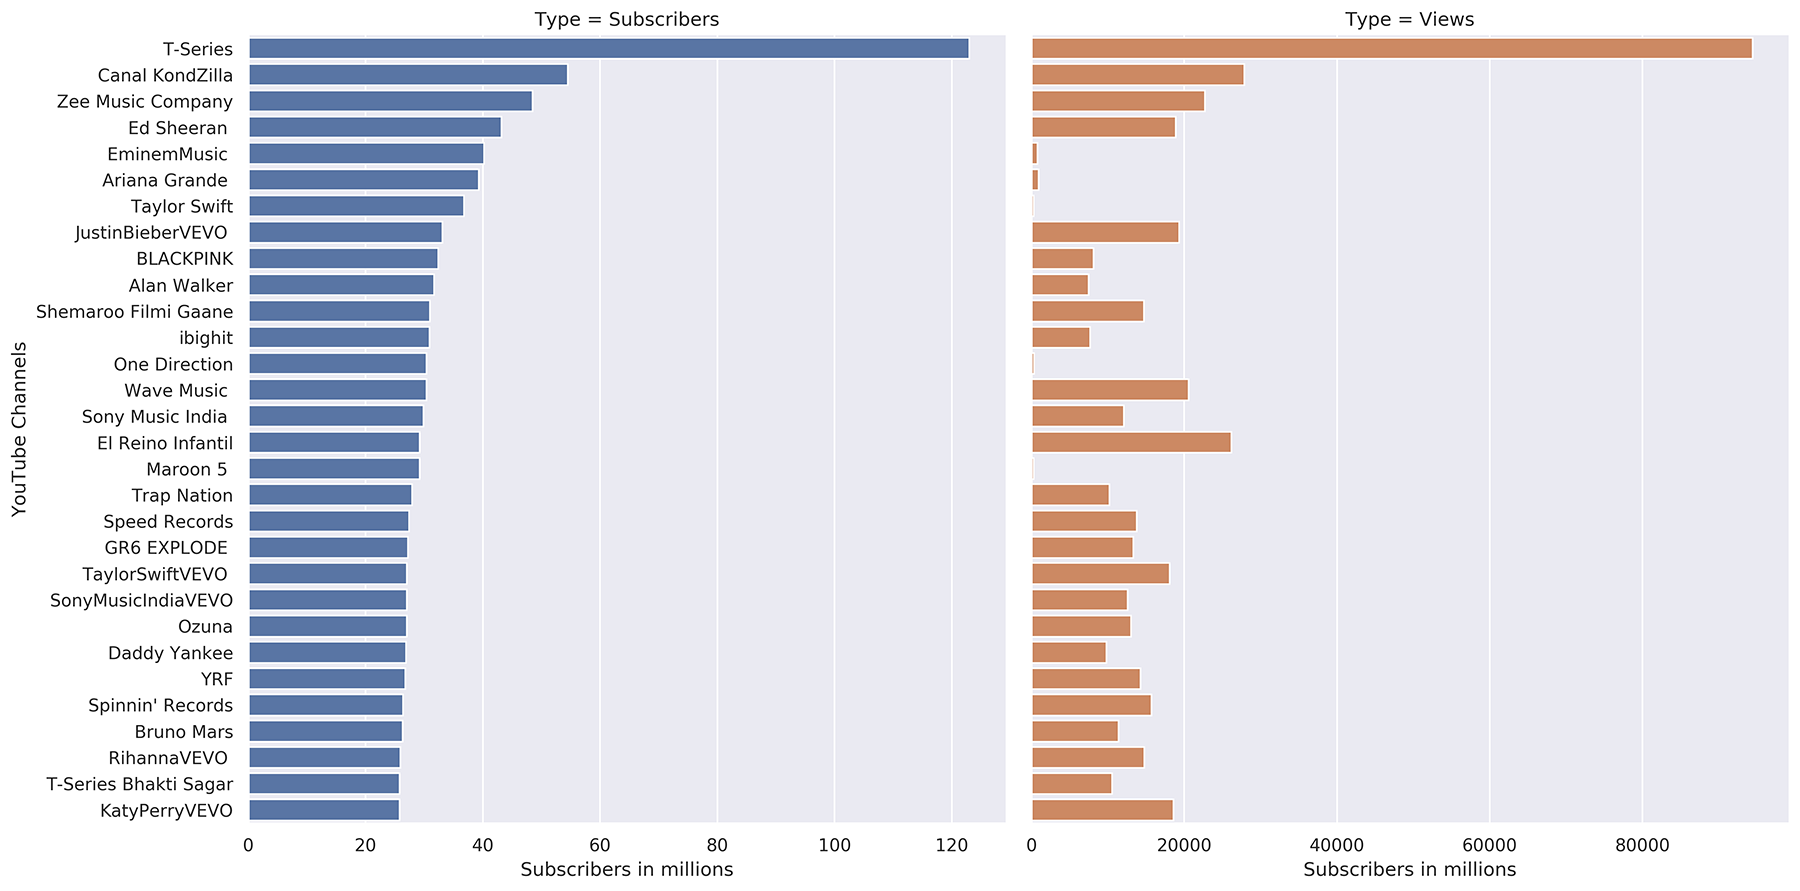 Type = Subscribers
Type = Views
YouTube Channels
T-Series
Canal KondZilla
Zee Music Company
Ed Sheeran
EminemMusic
Ariana Grande
Taylor Swift
JustinBieberVEVO
BLACKPINK
Alan Walker
Shemaroo Filmi Gaane
ibighit
One Direction
Wave Music
Sony Music India
El Reino Infantil
Maroon 5
Trap Nation
Speed Records
GR6 EXPLODE
TaylorSwiftVEVO
SonyMusicIndiaVEVO
Ozuna
Daddy Yankee
YRF
Spinnin' Records
Bruno Mars
RihannaVEVO
T-Series Bhakti Sagar
KatyPerryVEVO
0 20 40 60 80 100 120
Subscribers in millions
0 20000 40000 60000 80000
Subscribers in millions